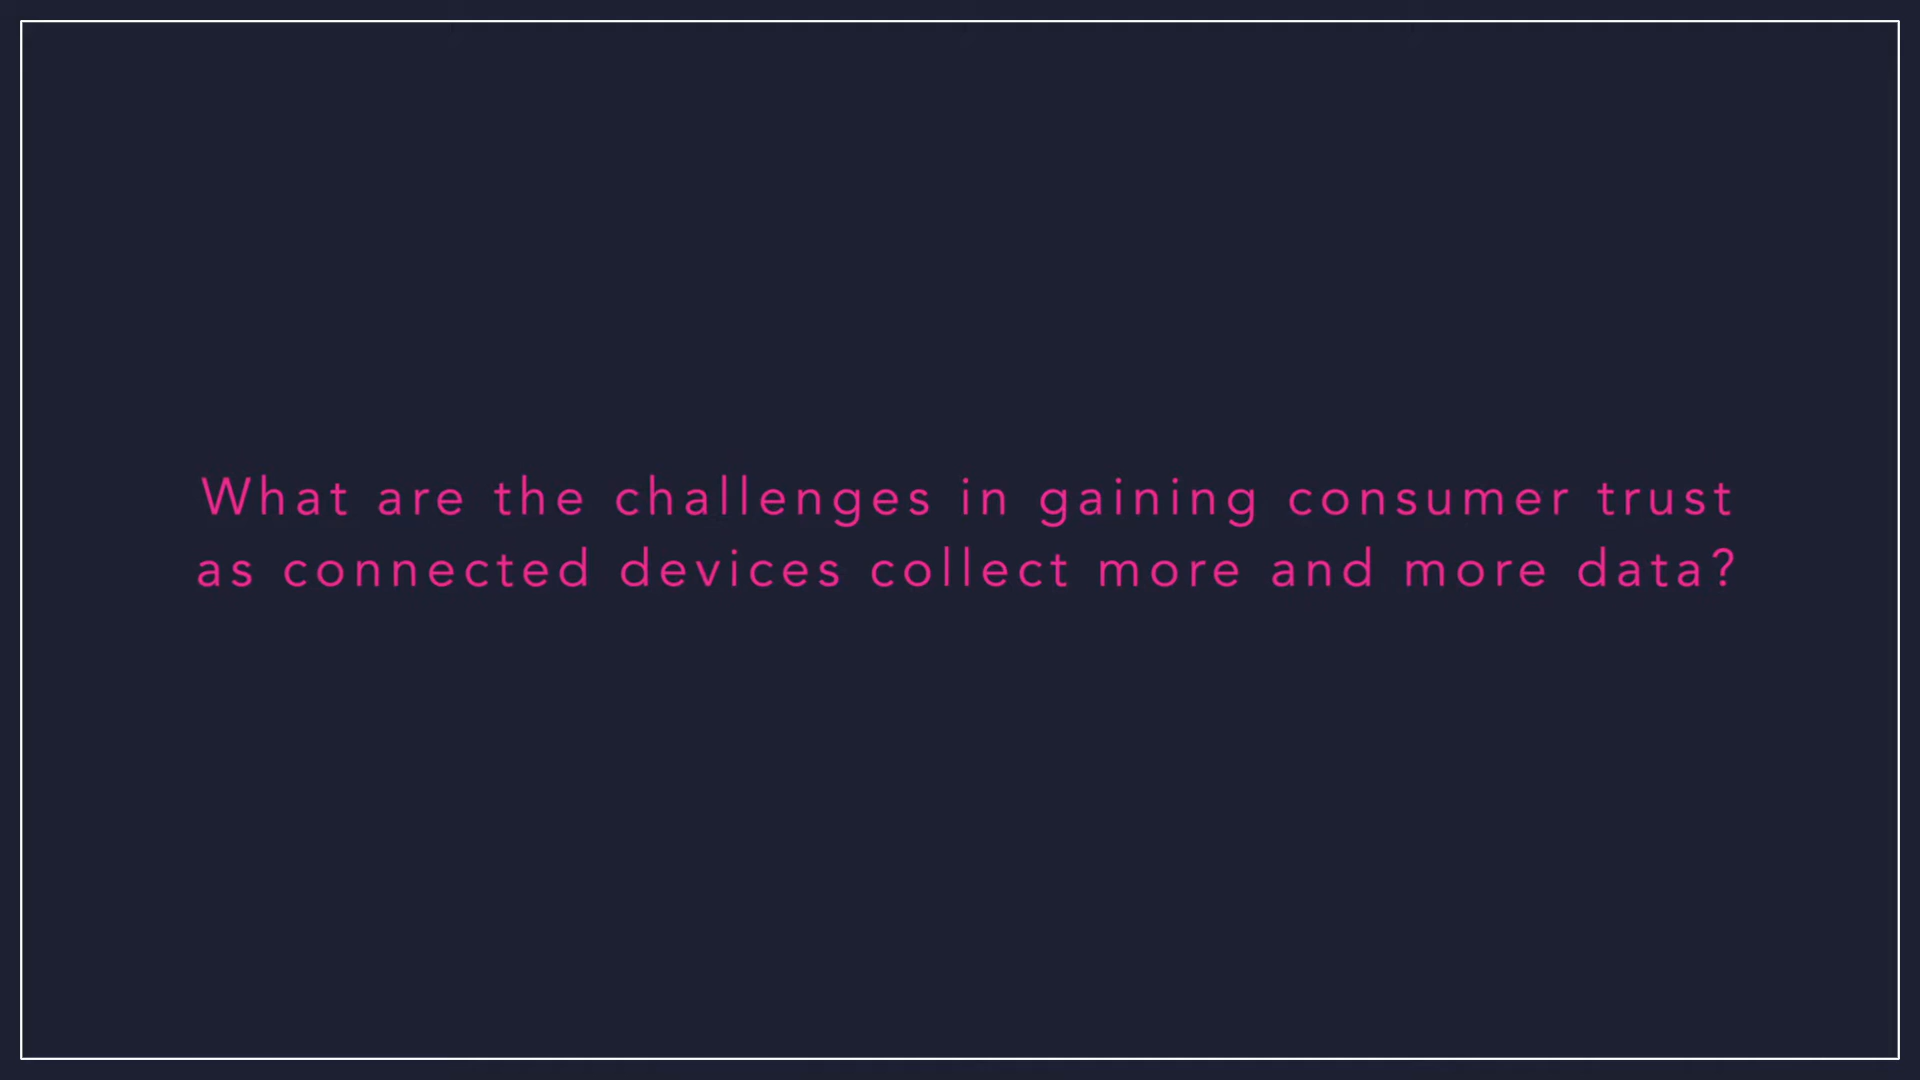 What are the challenges in gaining consumer trust
as connected devices collect more and more data?